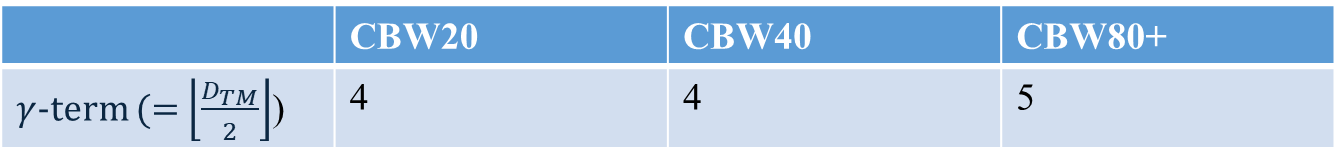 CBW20 CBW40 CBW80+
γ-term (= ⌊D_TM/2⌋) 4 4 5